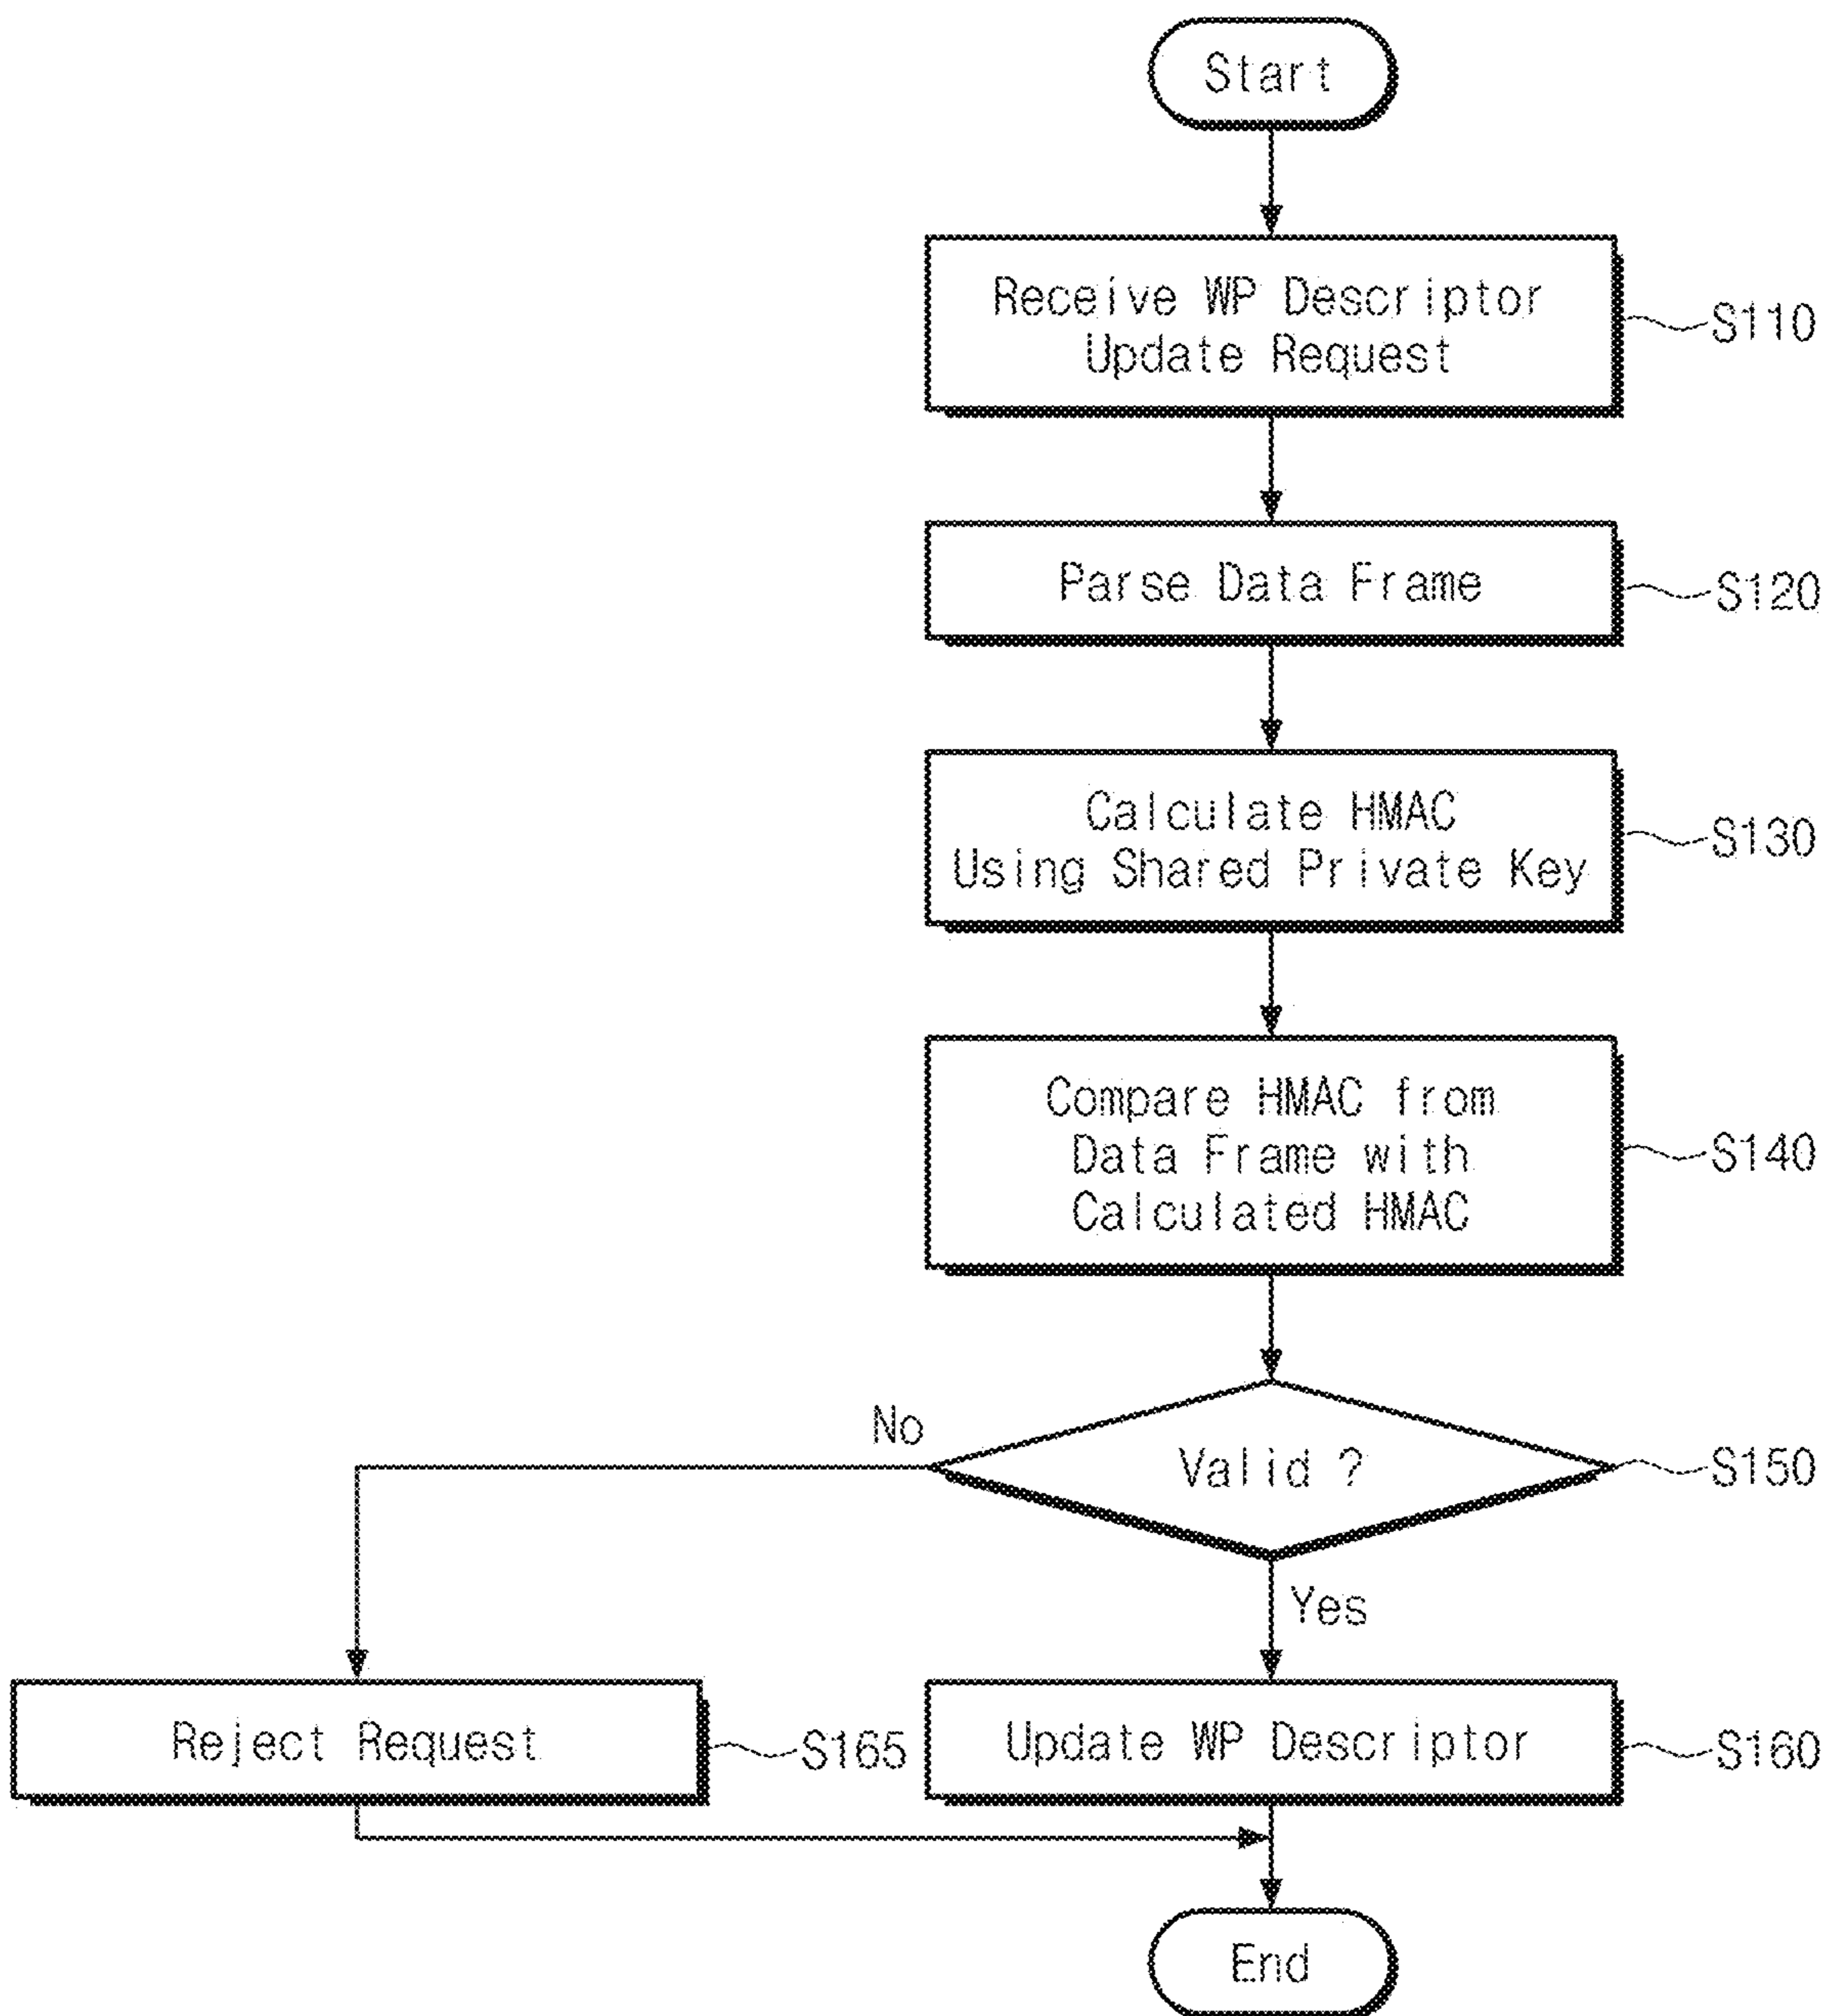 Start
Receive WP Descriptor
Update Request
S110
Parse Data Frame
S120
Calculate HMAC
Using Shared Private Key
S130
Compare HMAC from
Data Frame with
Calculated HMAC
S140
Valid ?
S150
No
Yes
Reject Request
S165
Update WP Descriptor
S160
End